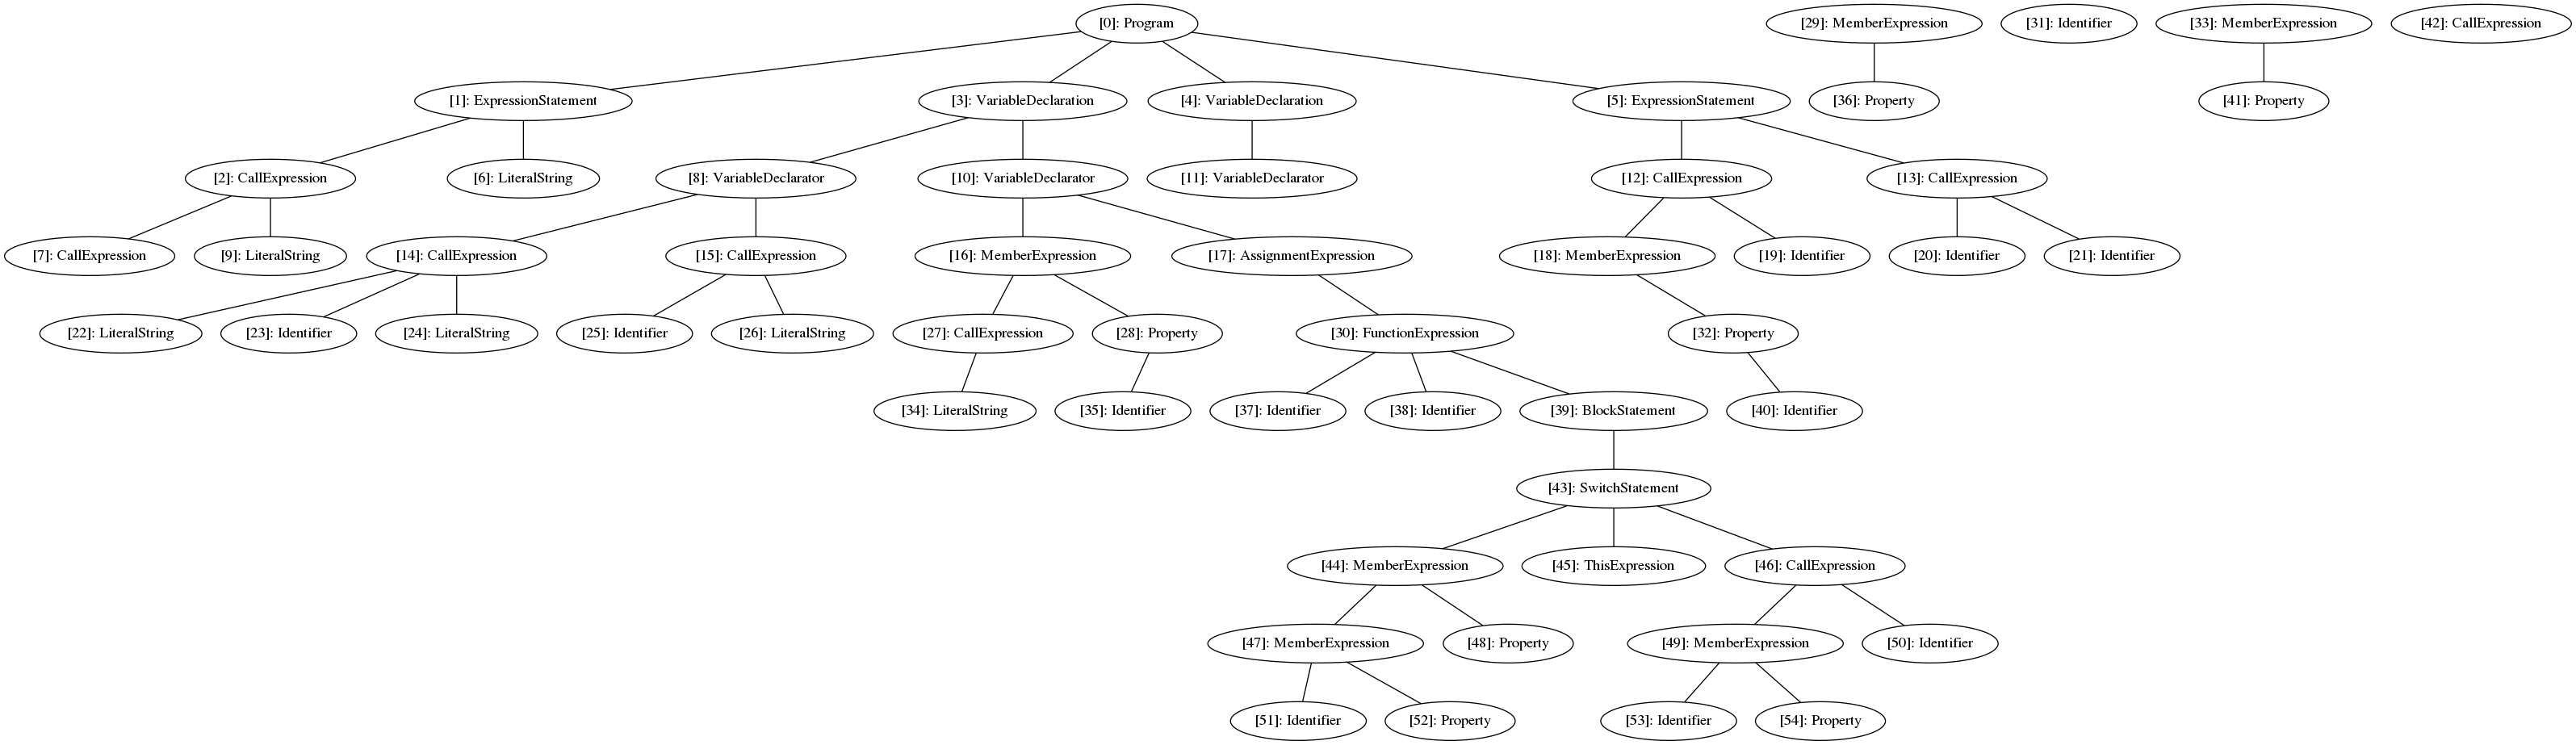 [0]: Program
[29]: MemberExpression
[31]: Identifier
[33]: MemberExpression
[42]: CallExpression
[1]: ExpressionStatement
[3]: VariableDeclaration
[4]: VariableDeclaration
[5]: ExpressionStatement
[36]: Property
[41]: Property
[2]: CallExpression
[6]: LiteralString
[8]: VariableDeclarator
[10]: VariableDeclarator
[11]: VariableDeclarator
[12]: CallExpression
[13]: CallExpression
[7]: CallExpression
[9]: LiteralString
[14]: CallExpression
[15]: CallExpression
[16]: MemberExpression
[17]: AssignmentExpression
[18]: MemberExpression
[19]: Identifier
[20]: Identifier
[21]: Identifier
[22]: LiteralString
[23]: Identifier
[24]: LiteralString
[25]: Identifier
[26]: LiteralString
[27]: CallExpression
[28]: Property
[30]: FunctionExpression
[32]: Property
[34]: LiteralString
[35]: Identifier
[37]: Identifier
[38]: Identifier
[39]: BlockStatement
[40]: Identifier
[43]: SwitchStatement
[44]: MemberExpression
[45]: ThisExpression
[46]: CallExpression
[47]: MemberExpression
[48]: Property
[49]: MemberExpression
[50]: Identifier
[51]: Identifier
[52]: Property
[53]: Identifier
[54]: Property